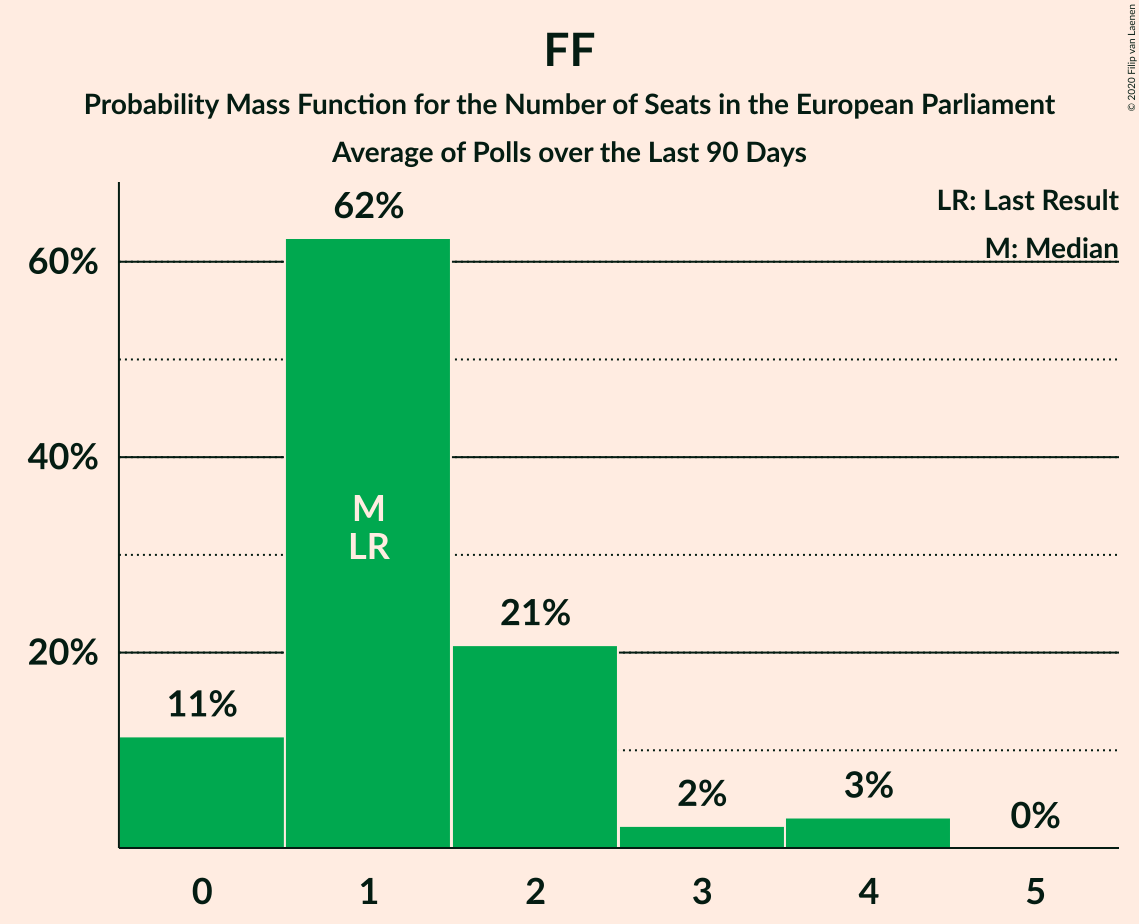 FF
Probability Mass Function for the Number of Seats in the European Parliament
Average of Polls over the Last 90 Days
© 2020 Filip van Laenen
LR: Last Result
M: Median
62%
60%
40%
M
LR
21%
20%
11%
3%
2%
0%
0 1 2 3 4 5